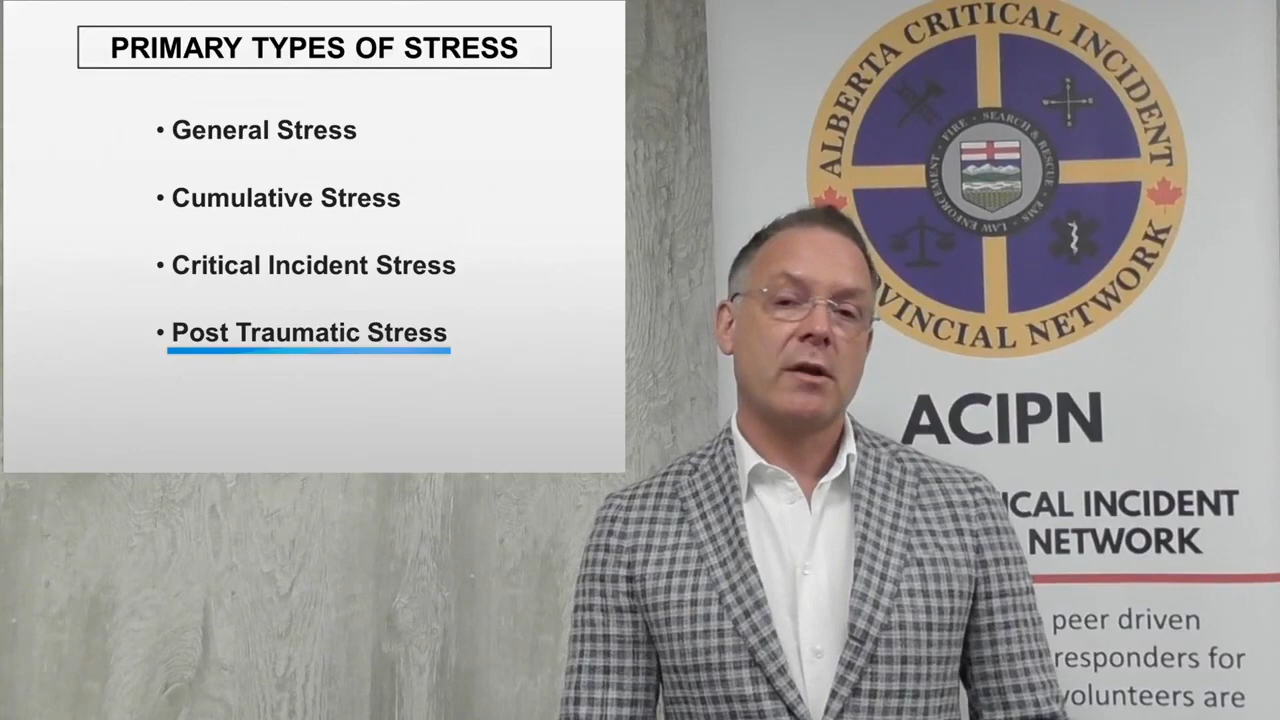 PRIMARY TYPES OF STRESS
• General Stress
• Cumulative Stress
• Critical Incident Stress
• Post Traumatic Stress
ALBERTA CRITICAL INCIDENT
VINCIAL NETWORK
FIRE • SEARCH & RESCUE • EMS • LAW ENFORCEMENT •
ACIPN
ICAL INCIDENT
NETWORK
peer driven
responders for
volunteers are